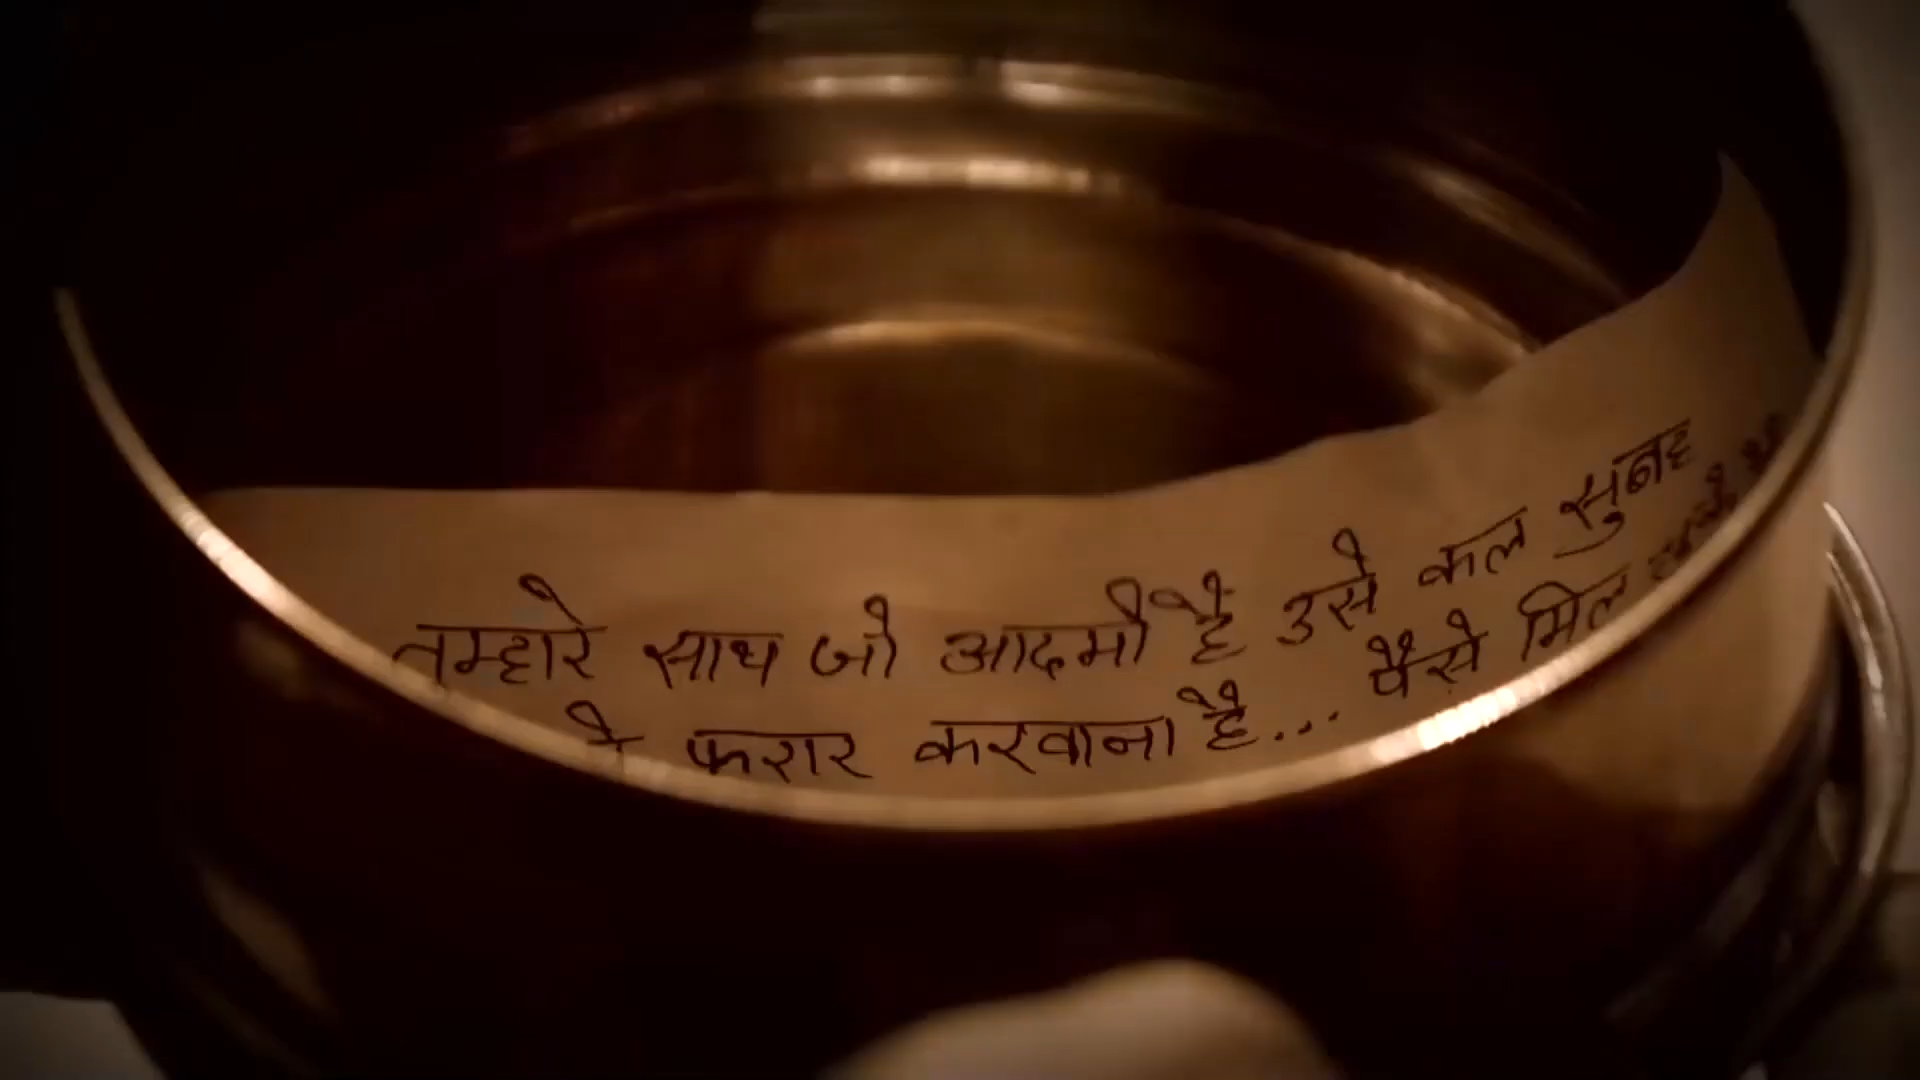 तुम्हारे साथ जो आदमी है उसे कल सुबह
फरार करवाना है... पैसे मिल